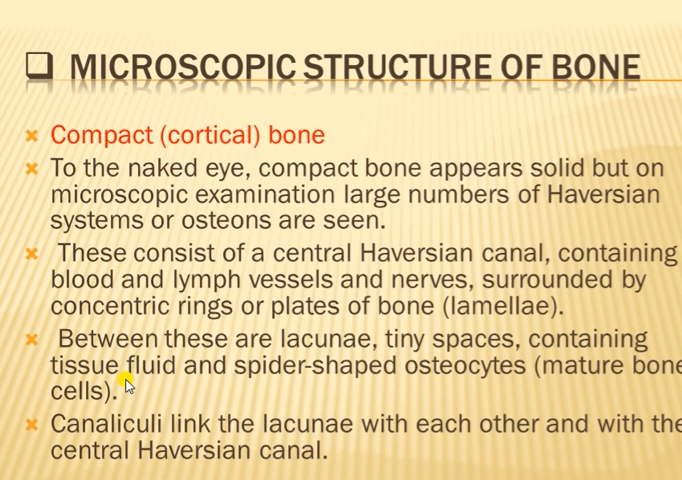 MICROSCOPIC STRUCTURE OF BONE
Compact (cortical) bone
To the naked eye, compact bone appears solid but on
microscopic examination large numbers of Haversian
systems or osteons are seen.
These consist of a central Haversian canal, containing
blood and lymph vessels and nerves, surrounded by
concentric rings or plates of bone (lamellae).
Between these are lacunae, tiny spaces, containing
tissue fluid and spider-shaped osteocytes (mature bone
cells).
Canaliculi link the lacunae with each other and with the
central Haversian canal.